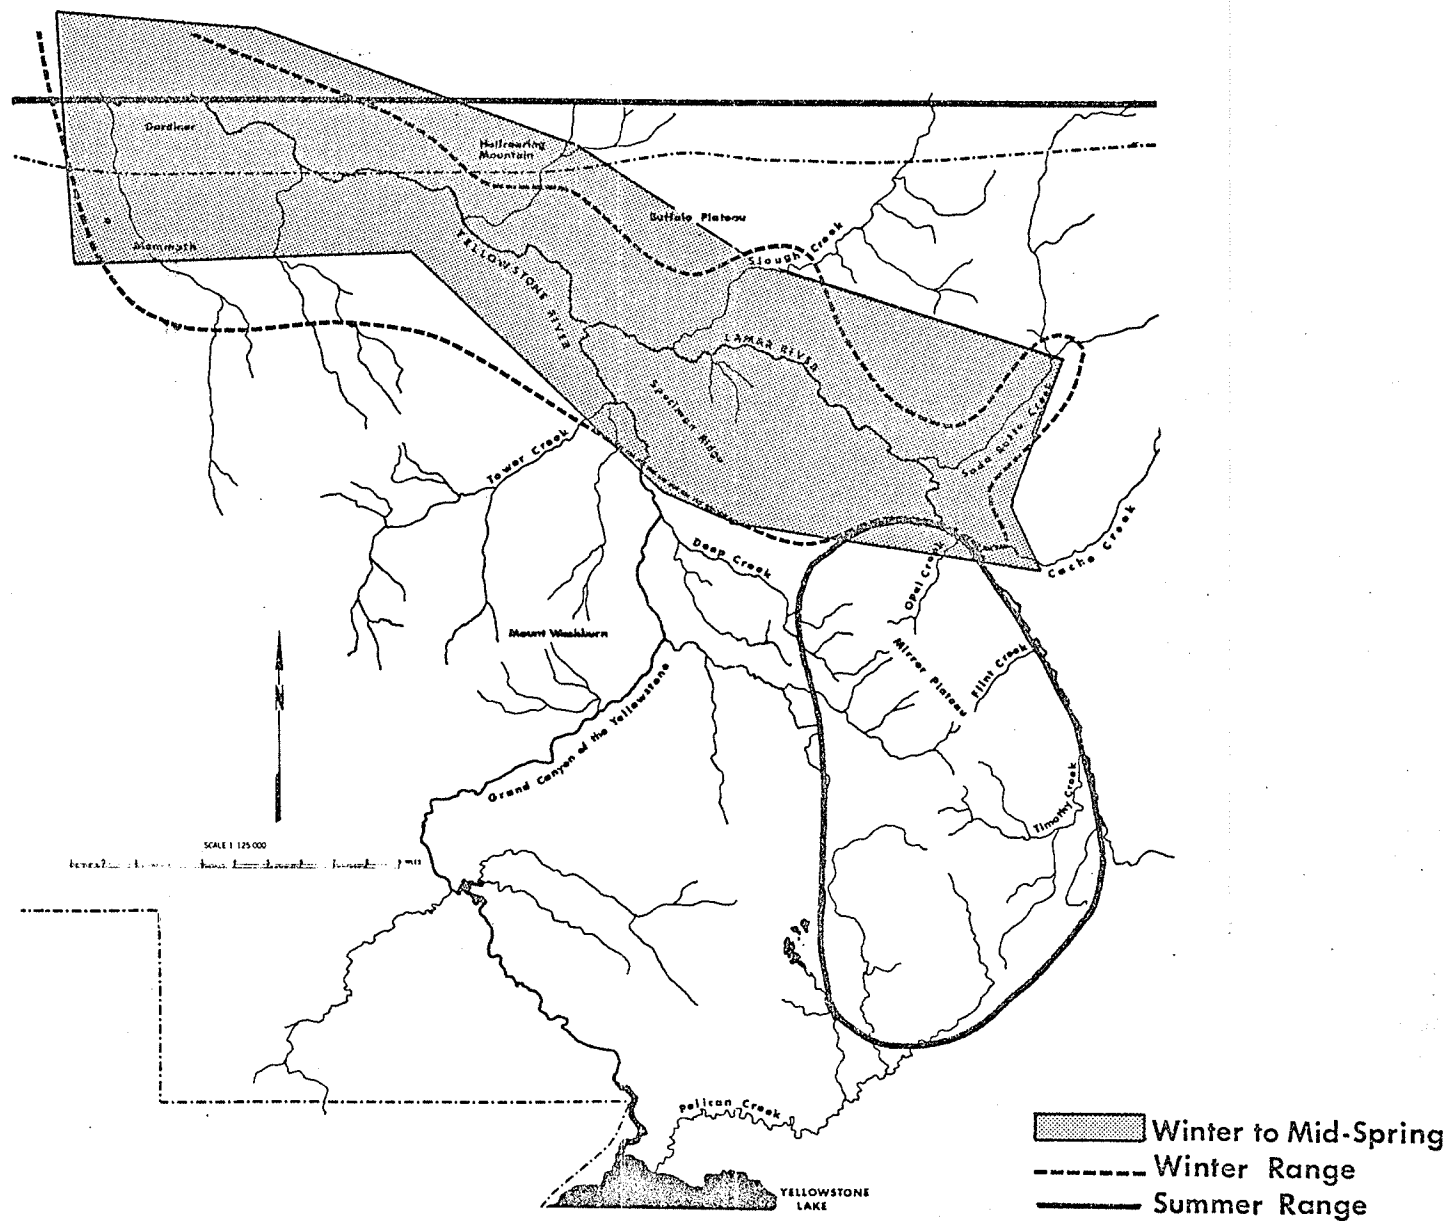 Gardiner
Hellroaring
Mountain
Buffalo Plateau
Slough Creek
Mammoth
YELLOWSTONE RIVER
LAMAR RIVER
Specimen Ridge
Soda Butte Creek
Tower Creek
Cache Creek
Deep Creek
Opal Creek
Mount Washburn
Mirror Plateau
Flint Creek
N
Grand Canyon of the Yellowstone
Timothy Creek
SCALE 1 125 000
Pelican Creek
YELLOWSTONE
LAKE
Winter to Mid-Spring
Winter Range
Summer Range